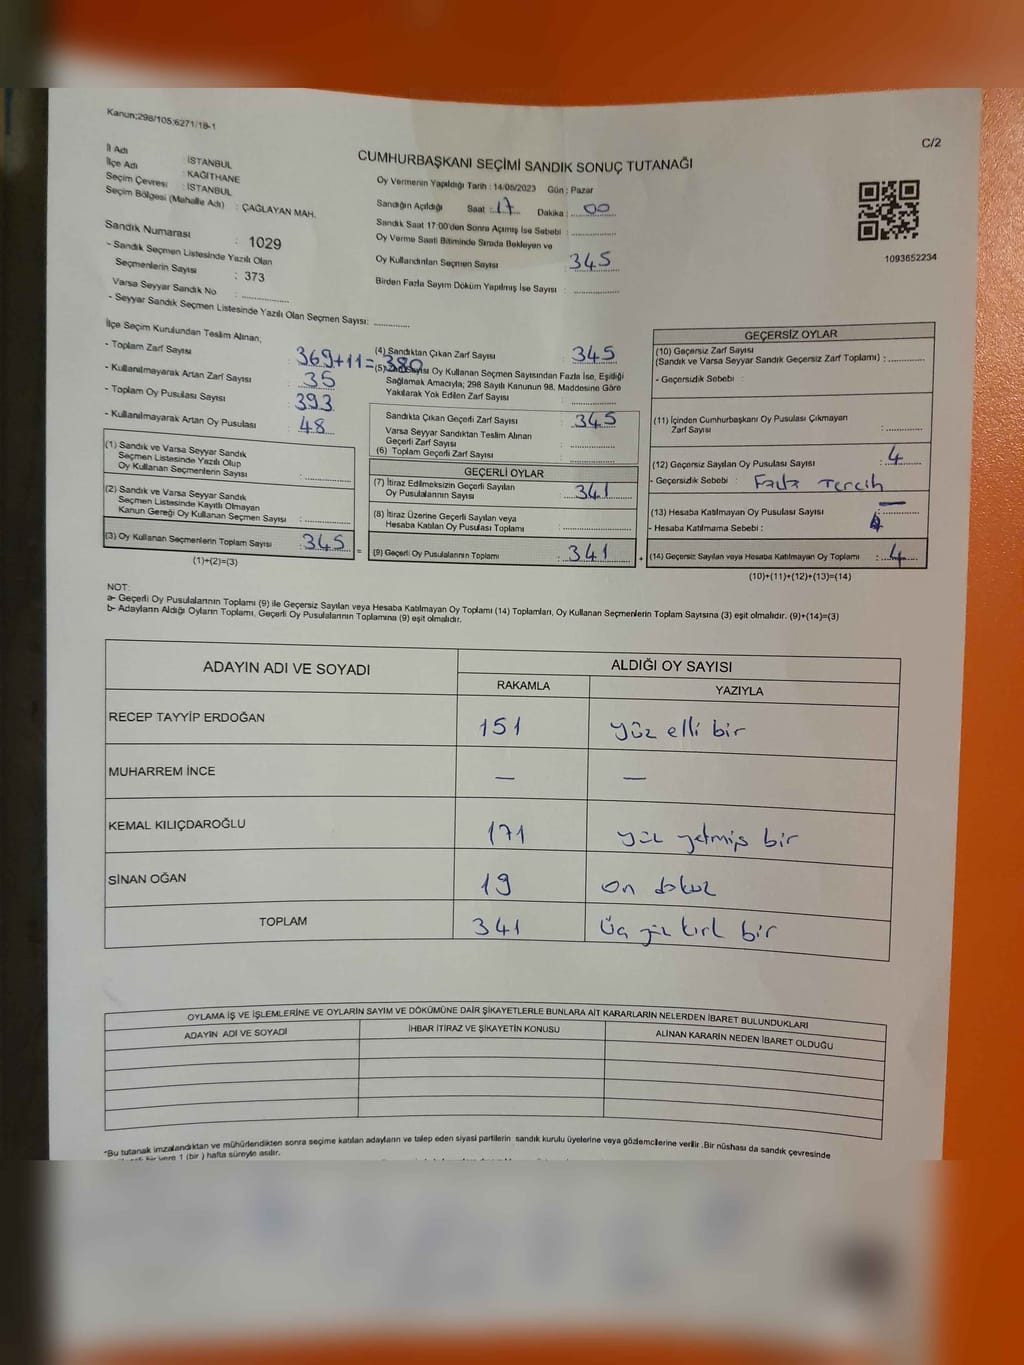 Kanun;298/105;6271/18-1
C/2
CUMHURBAŞKANI SEÇİMİ SANDIK SONUÇ TUTANAĞI
İl Adı : İSTANBUL
İlçe Adı : KAĞITHANE
Seçim Çevresi : İSTANBUL
Seçim Bölgesi (Mahalle Adı) : ÇAĞLAYAN MAH.
Sandık Numarası : 1029
- Sandık Seçmen Listesinde Yazılı Olan
Seçmenlerin Sayısı : 373
Varsa Seyyar Sandık No : ..............
- Seyyar Sandık Seçmen Listesinde Yazılı Olan Seçmen Sayısı: ............
Oy Vermenin Yapıldığı Tarih : 14/05/2023 Gün : Pazar
Sandığın Açıldığı Saat : 17 Dakika : 00
Sandık Saat 17:00'den Sonra Açımış İse Sebebi : ..............
Oy Verme Saati Bitiminde Sırada Bekleyen ve
Oy Kullandırılan Seçmen Sayısı : 345
Birden Fazla Sayım Döküm Yapılmış İse Sayısı : ..............
1093652234
İlçe Seçim Kurulundan Teslim Alınan;
- Toplam Zarf Sayısı : 369+11=380
- Kullanılmayarak Artan Zarf Sayısı : 35
- Toplam Oy Pusulası Sayısı : 393
- Kullanılmayarak Artan Oy Pusulası : 48
(1) Sandık ve Varsa Seyyar Sandık
Seçmen Listesinde Yazılı Olup
Oy Kullanan Seçmenlerin Sayısı : ..............
(2) Sandık ve Varsa Seyyar Sandık
Seçmen Listesinde Kayıtlı Olmayan
Kanun Gereği Oy Kullanan Seçmen Sayısı : ..............
(3) Oy Kullanan Seçmenlerin Toplam Sayısı : 345
(1)+(2)=(3)
(4) Sandıktan Çıkan Zarf Sayısı : 345
(5) Oy Kullanan Seçmen Sayısından Fazla İse, Eşitliği
Sağlamak Amacıyla; 298 Sayılı Kanunun 98. Maddesine Göre
Yakılarak Yok Edilen Zarf Sayısı : ..............
Sandıkta Çıkan Geçerli Zarf Sayısı : 345
Varsa Seyyar Sandıktan Teslim Alınan
Geçerli Zarf Sayısı : ..............
(6) Toplam Geçerli Zarf Sayısı : ..............
GEÇERLİ OYLAR
(7) İtiraz Edilmeksizin Geçerli Sayılan
Oy Pusulalarının Sayısı : 341
(8) İtiraz Üzerine Geçerli Sayılan veya
Hesaba Katılan Oy Pusulası Toplamı : ..............
= (9) Geçerli Oy Pusulalarının Toplamı : 341 +
GEÇERSİZ OYLAR
(10) Geçersiz Zarf Sayısı
(Sandık ve Varsa Seyyar Sandık Geçersiz Zarf Toplamı) : ............
- Geçersizlik Sebebi :
(11) İçinden Cumhurbaşkanı Oy Pusulası Çıkmayan
Zarf Sayısı : ............
(12) Geçersiz Sayılan Oy Pusulası Sayısı : 4
- Geçersizlik Sebebi : Fazla Tercih
(13) Hesaba Katılmayan Oy Pusulası Sayısı : —
- Hesaba Katılmama Sebebi :
(14) Geçersiz Sayılan veya Hesaba Katılmayan Oy Toplamı : 4
(10)+(11)+(12)+(13)=(14)
NOT:
a- Geçerli Oy Pusulalarının Toplamı (9) ile Geçersiz Sayılan veya Hesaba Katılmayan Oy Toplamı (14) Toplamları, Oy Kullanan Seçmenlerin Toplam Sayısına (3) eşit olmalıdır. (9)+(14)=(3)
b- Adayların Aldığı Oyların Toplamı, Geçerli Oy Pusulalarının Toplamına (9) eşit olmalıdır.
ADAYIN ADI VE SOYADI ALDIĞI OY SAYISI
RAKAMLA YAZIYLA
RECEP TAYYİP ERDOĞAN 151 yüz elli bir
MUHARREM İNCE — —
KEMAL KILIÇDAROĞLU 171 yüz yetmiş bir
SİNAN OĞAN 19 on dokuz
TOPLAM 341 üç yüz kırk bir
OYLAMA İŞ VE İŞLEMLERİNE VE OYLARIN SAYIM VE DÖKÜMÜNE DAİR ŞİKAYETLERLE BUNLARA AİT KARARLARIN NELERDEN İBARET BULUNDUKLARI
ADAYIN ADI VE SOYADI İHBAR İTİRAZ VE ŞİKAYETİN KONUSU ALINAN KARARIN NEDEN İBARET OLDUĞU
*Bu tutanak imzalandıktan ve mühürlendikten sonra seçime katılan adayların ve talep eden siyasi partilerin sandık kurulu üyelerine veya gözlemcilerine verilir .Bir nüshası da sandık çevresinde
1 (bir ) hafta süreyle asılır.